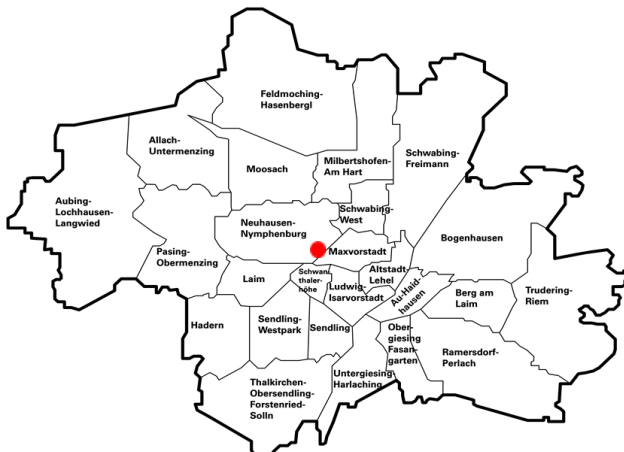 Feldmoching-
Hasenbergl
Allach-
Untermenzing
Moosach
Milbertshofen-
Am Hart
Schwabing-
Freimann
Aubing-
Lochhausen-
Langwied
Neuhausen-
Nymphenburg
Schwabing-
West
Pasing-
Obermenzing
Maxvorstadt
Bogenhausen
Laim
Schwan-
thaler-
höhe
Ludwig-
Isarvorstadt
Altstadt-
Lehel
Au-Haid-
hausen
Berg am
Laim
Trudering-
Riem
Hadern
Sendling-
Westpark
Sendling
Ober-
giesing
Fasan-
garten
Ramersdorf-
Perlach
Untergiesing-
Harlaching
Thalkirchen-
Obersendling-
Forstenried-
Solln